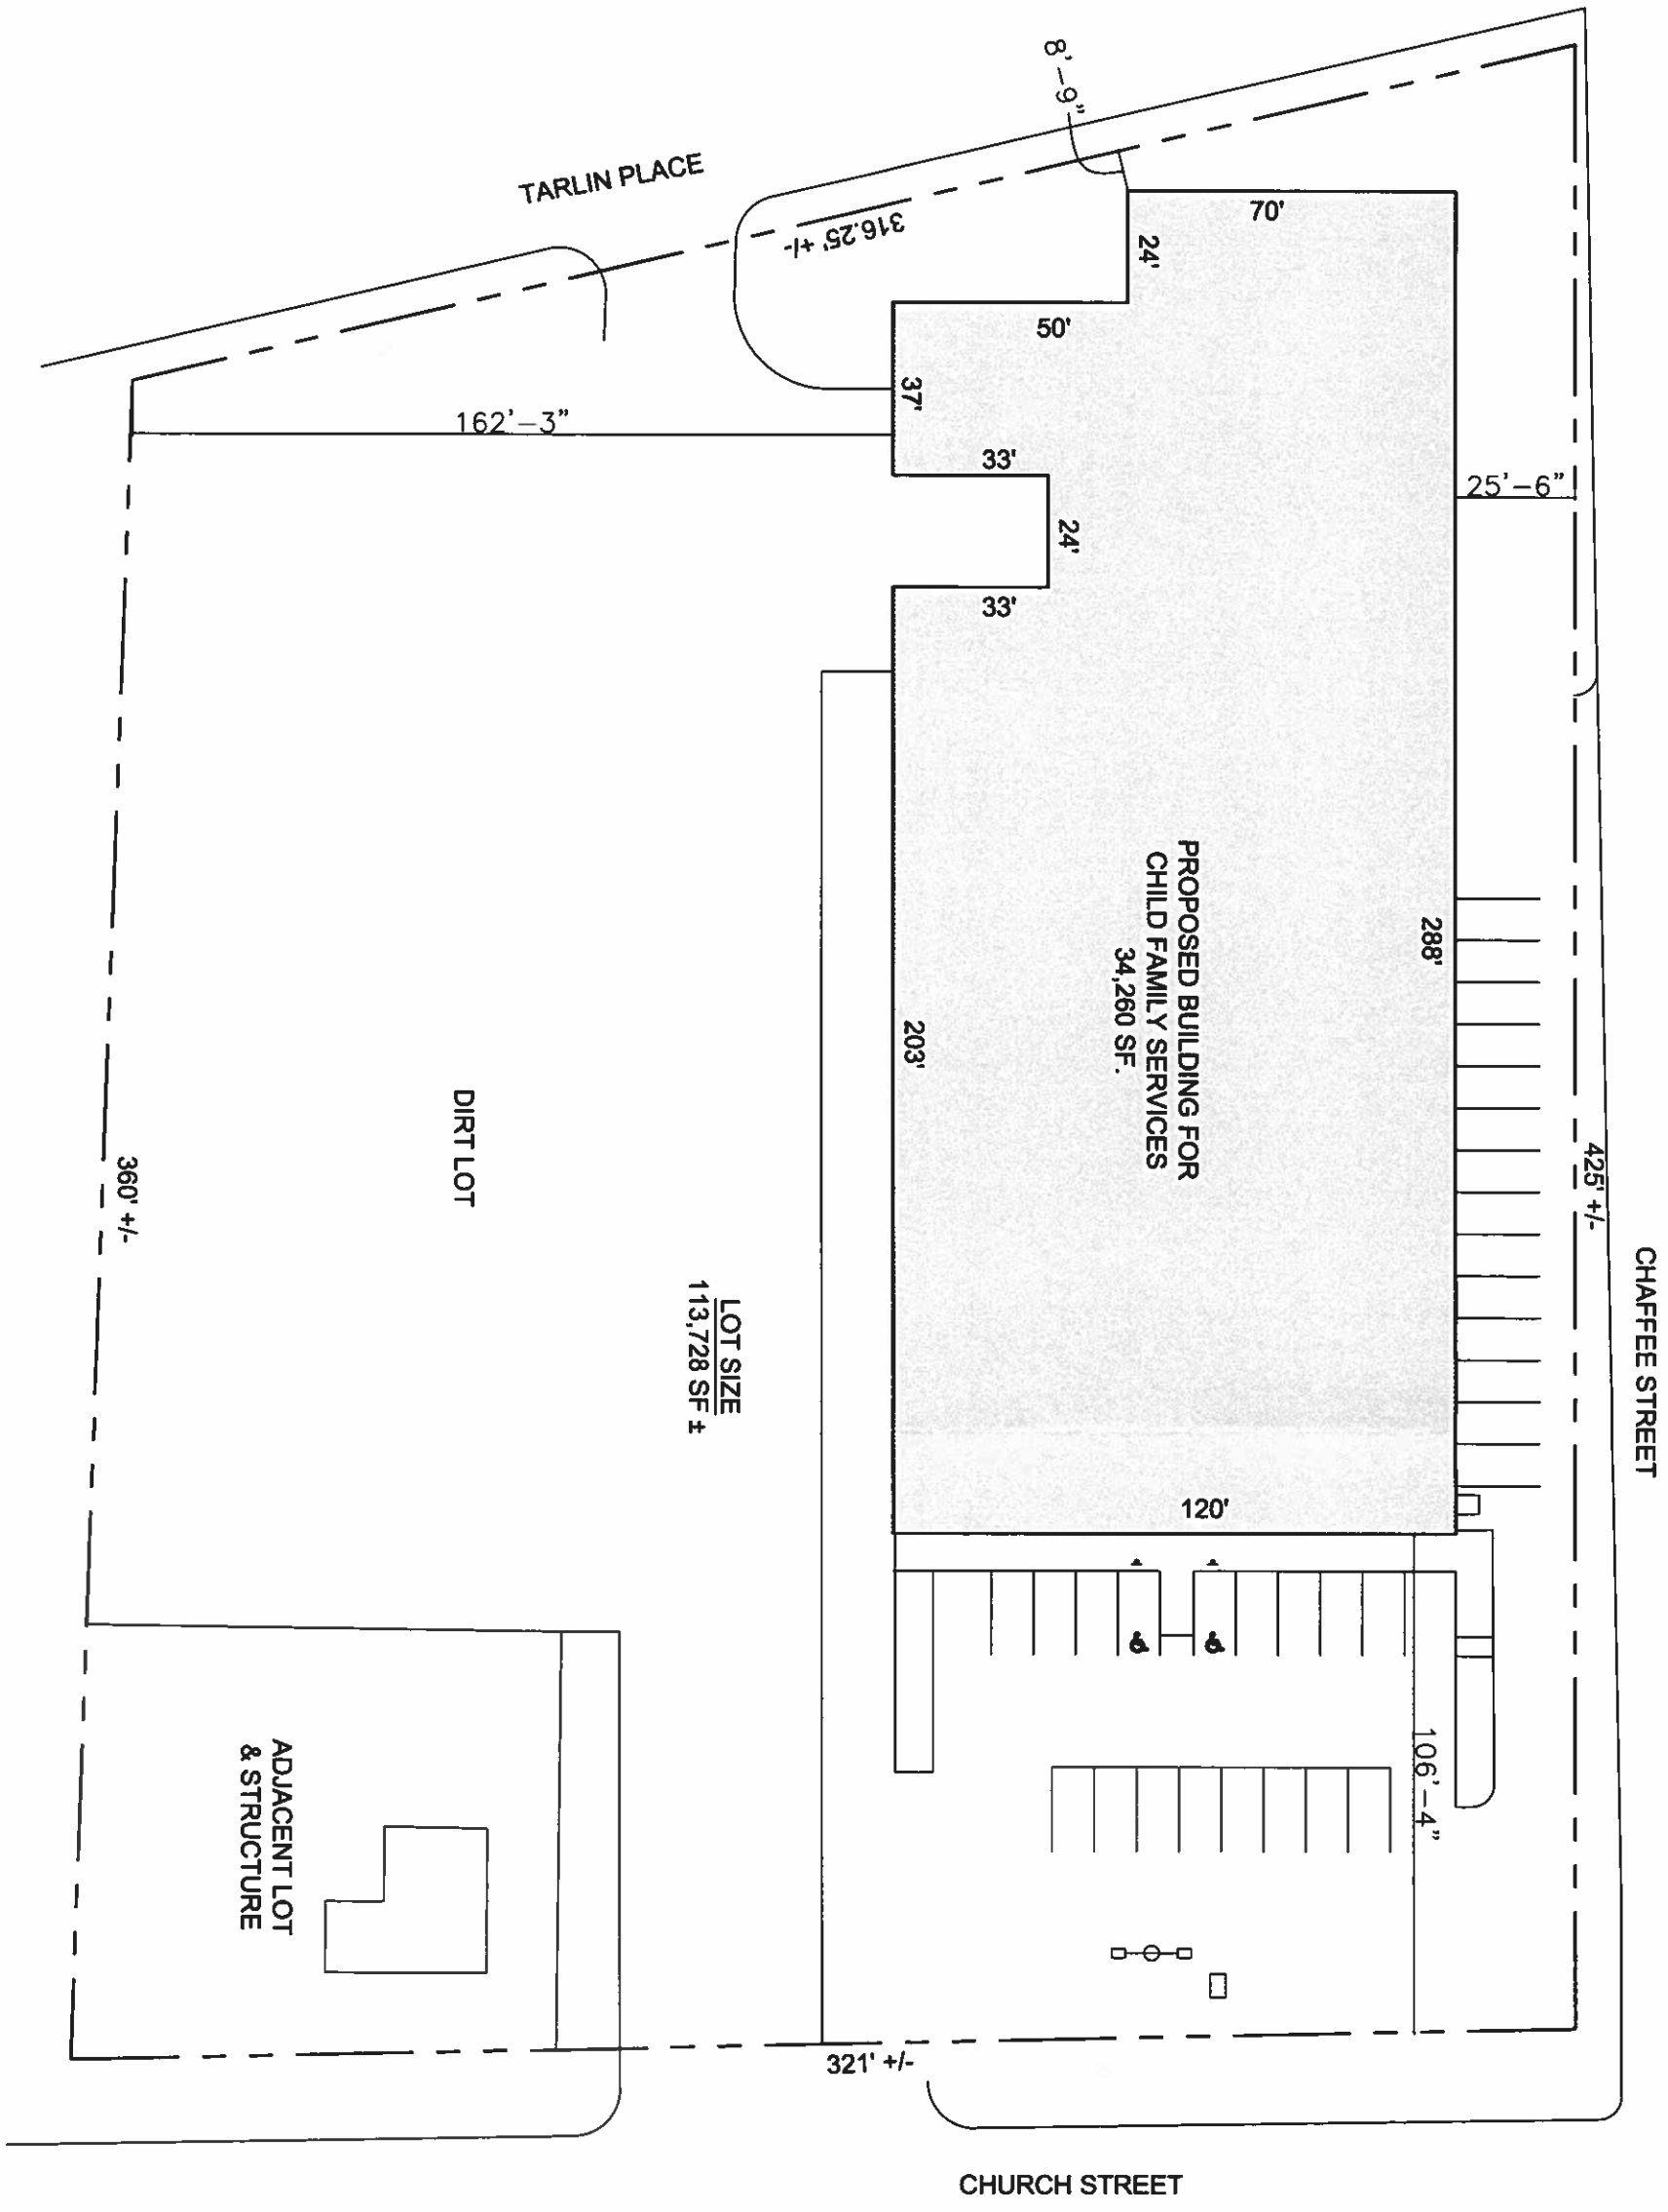 8'-9"
TARLIN PLACE
316.25' +/-
70'
24'
50'
37'
162'-3"
33'
25'-6"
24'
33'
PROPOSED BUILDING FOR
CHILD FAMILY SERVICES
34,260 SF.
288'
203'
DIRT LOT
360' +/-
425' +/-
CHAFFEE STREET
LOT SIZE
113,728 SF ±
120'
106'-4"
ADJACENT LOT
& STRUCTURE
321' +/-
CHURCH STREET